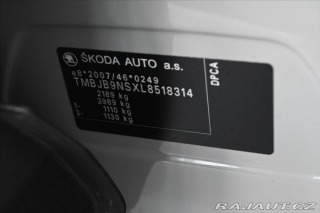 ŠKODA AUTO a.s.
e8*2007/46*0249
TMBJB9NSXL8518314
2189 kg
3989 kg
1- 1110 kg
2- 1130 kg
DPCA
RAJAUT.CZ